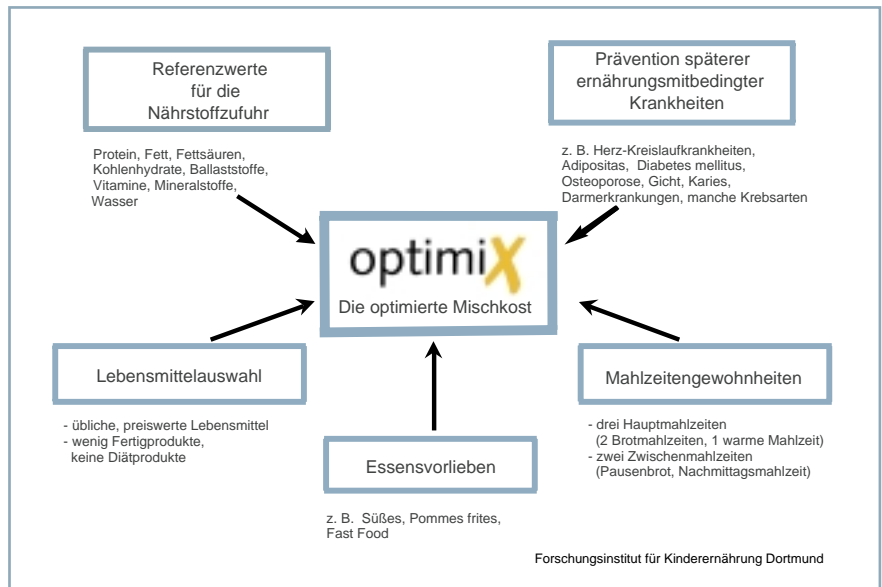 Referenzwerte
für die
Nährstoffzufuhr
Protein, Fett, Fettsäuren,
Kohlenhydrate, Ballaststoffe,
Vitamine, Mineralstoffe,
Wasser
Prävention späterer
ernährungsmitbedingter
Krankheiten
z. B. Herz-Kreislaufkrankheiten,
Adipositas, Diabetes mellitus,
Osteoporose, Gicht, Karies,
Darmerkrankungen, manche Krebsarten
optimiX
Die optimierte Mischkost
Lebensmittelauswahl
- übliche, preiswerte Lebensmittel
- wenig Fertigprodukte,
keine Diätprodukte
Essensvorlieben
z. B. Süßes, Pommes frites,
Fast Food
Mahlzeitengewohnheiten
- drei Hauptmahlzeiten
(2 Brotmahlzeiten, 1 warme Mahlzeit)
- zwei Zwischenmahlzeiten
(Pausenbrot, Nachmittagsmahlzeit)
Forschungsinstitut für Kinderernährung Dortmund